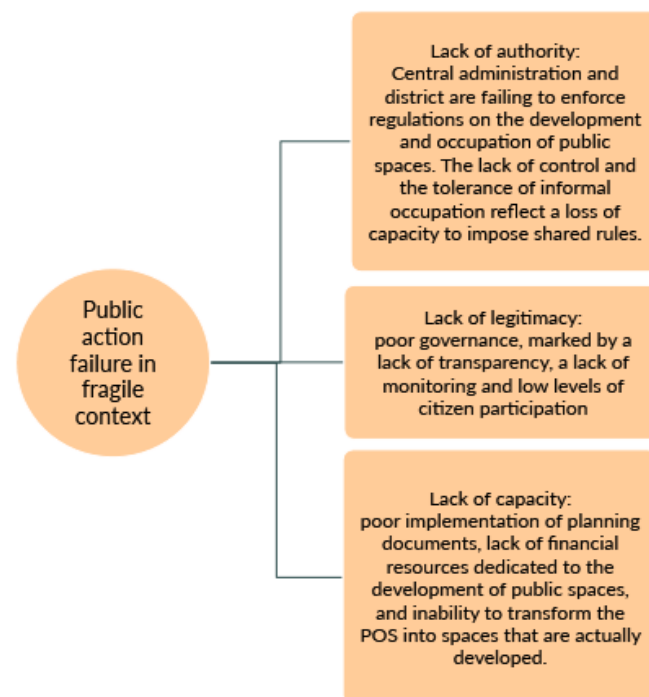 Public
action
failure in
fragile
context
Lack of authority:
Central administration and
district are failing to enforce
regulations on the development
and occupation of public
spaces. The lack of control and
the tolerance of informal
occupation reflect a loss of
capacity to impose shared rules.
Lack of legitimacy:
poor governance, marked by a
lack of transparency, a lack of
monitoring and low levels of
citizen participation
Lack of capacity:
poor implementation of planning
documents, lack of financial
resources dedicated to the
development of public spaces,
and inability to transform the
POS into spaces that are actually
developed.